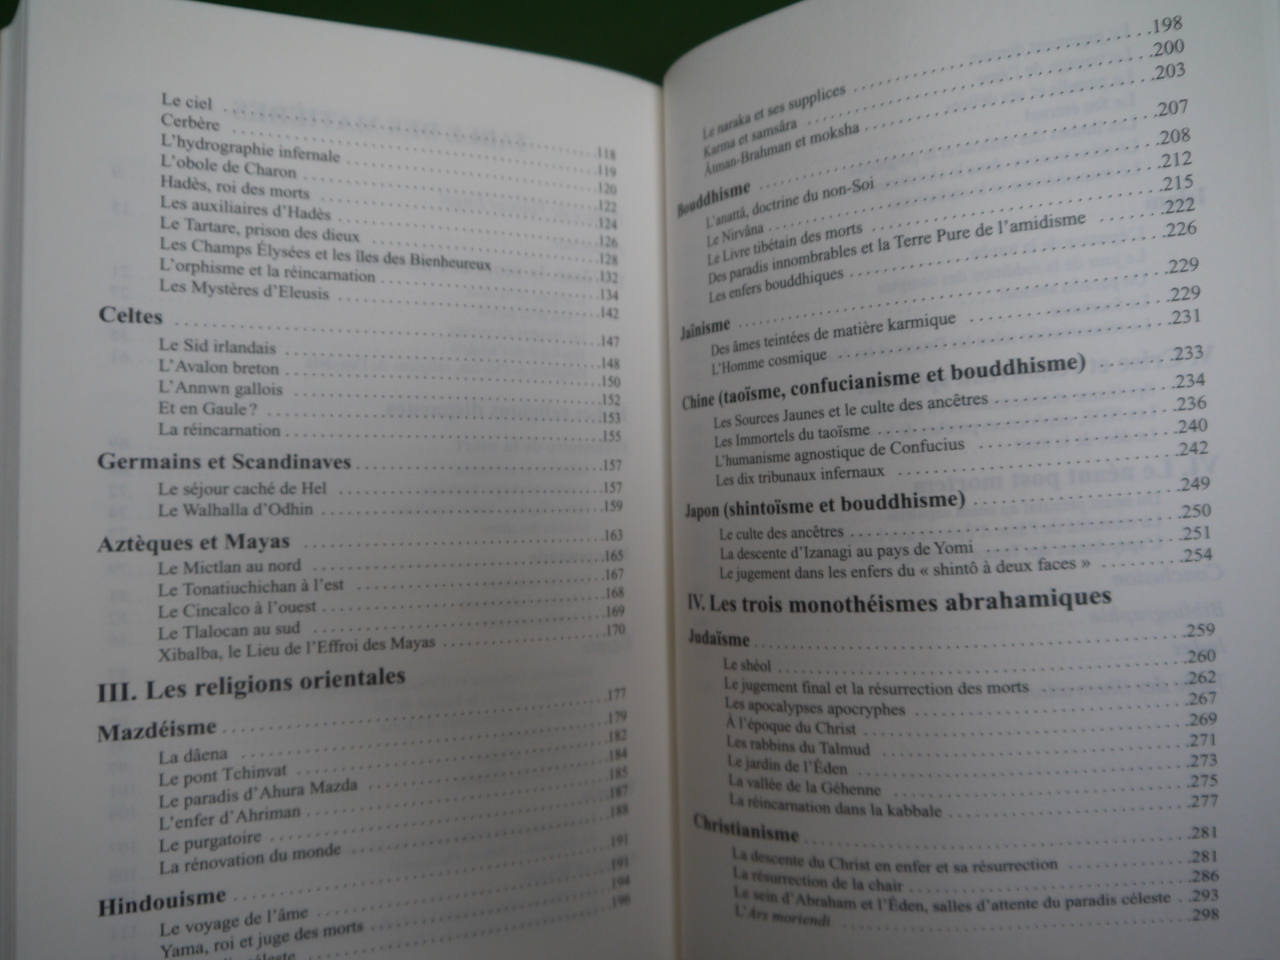 Le ciel ..... 118
Cerbère ..... 119
L'hydrographie infernale ..... 120
L'obole de Charon ..... 122
Hadès, roi des morts ..... 124
Les auxiliaires d'Hadès ..... 126
Le Tartare, prison des dieux ..... 128
Les Champs Élysées et les îles des Bienheureux ..... 132
L'orphisme et la réincarnation ..... 134
Les Mystères d'Eleusis ..... 142
Celtes ..... 147
Le Sid irlandais ..... 148
L'Avalon breton ..... 150
L'Annwn gallois ..... 152
Et en Gaule ? ..... 153
La réincarnation ..... 155
Germains et Scandinaves ..... 157
Le séjour caché de Hel ..... 157
Le Walhalla d'Odhin ..... 159
Aztèques et Mayas ..... 163
Le Mictlan au nord ..... 165
Le Tonatiuchichan à l'est ..... 167
Le Cincalco à l'ouest ..... 168
Le Tlalocan au sud ..... 169
Xibalba, le Lieu de l'Effroi des Mayas ..... 170
III. Les religions orientales
Mazdéisme ..... 177
La dâena ..... 179
Le pont Tchinvat ..... 182
Le paradis d'Ahura Mazda ..... 184
L'enfer d'Ahriman ..... 185
Le purgatoire ..... 187
La rénovation du monde ..... 188
Hindouisme ..... 191
Le voyage de l'âme ..... 191
Yama, roi et juge des morts ..... 194
céleste ..... 196
Le naraka et ses supplices ..... 198
Karma et samsâra ..... 200
Âtman-Brahman et moksha ..... 203
Bouddhisme ..... 207
L'anattâ, doctrine du non-Soi ..... 208
Le Nirvâna ..... 212
Le Livre tibétain des morts ..... 215
Des paradis innombrables et la Terre Pure de l'amidisme ..... 222
Les enfers bouddhiques ..... 226
Jaïnisme ..... 229
Des âmes teintées de matière karmique ..... 229
L'Homme cosmique ..... 231
Chine (taoïsme, confucianisme et bouddhisme) ..... 233
Les Sources Jaunes et le culte des ancêtres ..... 234
Les Immortels du taoïsme ..... 236
L'humanisme agnostique de Confucius ..... 240
Les dix tribunaux infernaux ..... 242
Japon (shintoïsme et bouddhisme) ..... 249
Le culte des ancêtres ..... 250
La descente d'Izanagi au pays de Yomi ..... 251
Le jugement dans les enfers du « shintô à deux faces » ..... 254
IV. Les trois monothéismes abrahamiques
Judaïsme ..... 259
Le shéol ..... 260
Le jugement final et la résurrection des morts ..... 262
Les apocalypses apocryphes ..... 267
À l'époque du Christ ..... 269
Les rabbins du Talmud ..... 271
Le jardin de l'Éden ..... 273
La vallée de la Géhenne ..... 275
La réincarnation dans la kabbale ..... 277
Christianisme ..... 281
La descente du Christ en enfer et sa résurrection ..... 281
La résurrection de la chair ..... 286
Le sein d'Abraham et l'Éden, salles d'attente du paradis céleste ..... 293
L'Ars moriendi ..... 298